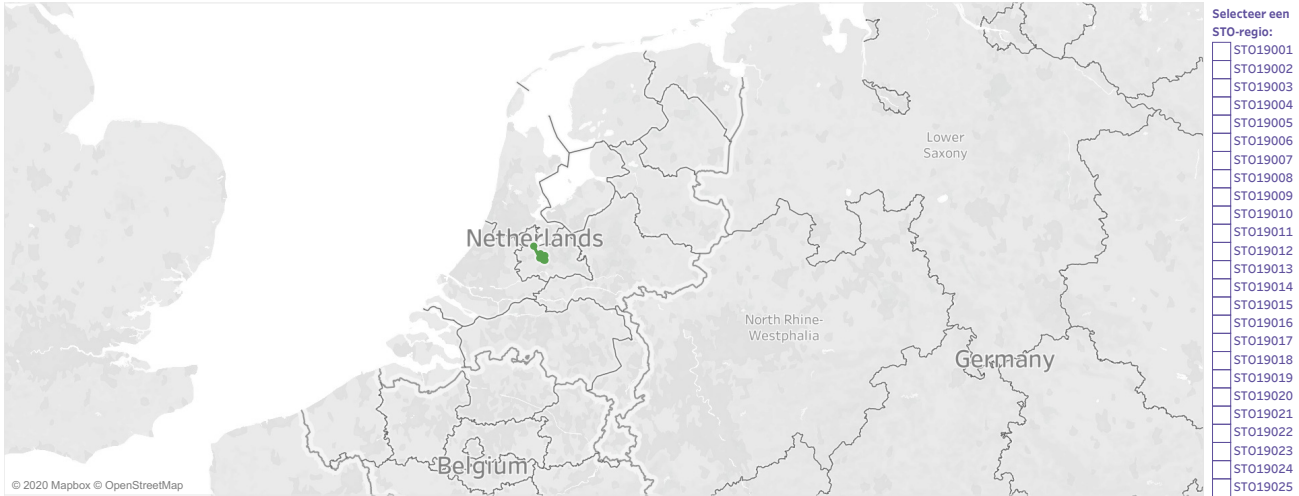 Lower
Saxony
Netherlands
North Rhine-
Westphalia
Germany
Belgium
© 2020 Mapbox © OpenStreetMap
Selecteer een
STO-regio:
STO19001
STO19002
STO19003
STO19004
STO19005
STO19006
STO19007
STO19008
STO19009
STO19010
STO19011
STO19012
STO19013
STO19014
STO19015
STO19016
STO19017
STO19018
STO19019
STO19020
STO19021
STO19022
STO19023
STO19024
STO19025